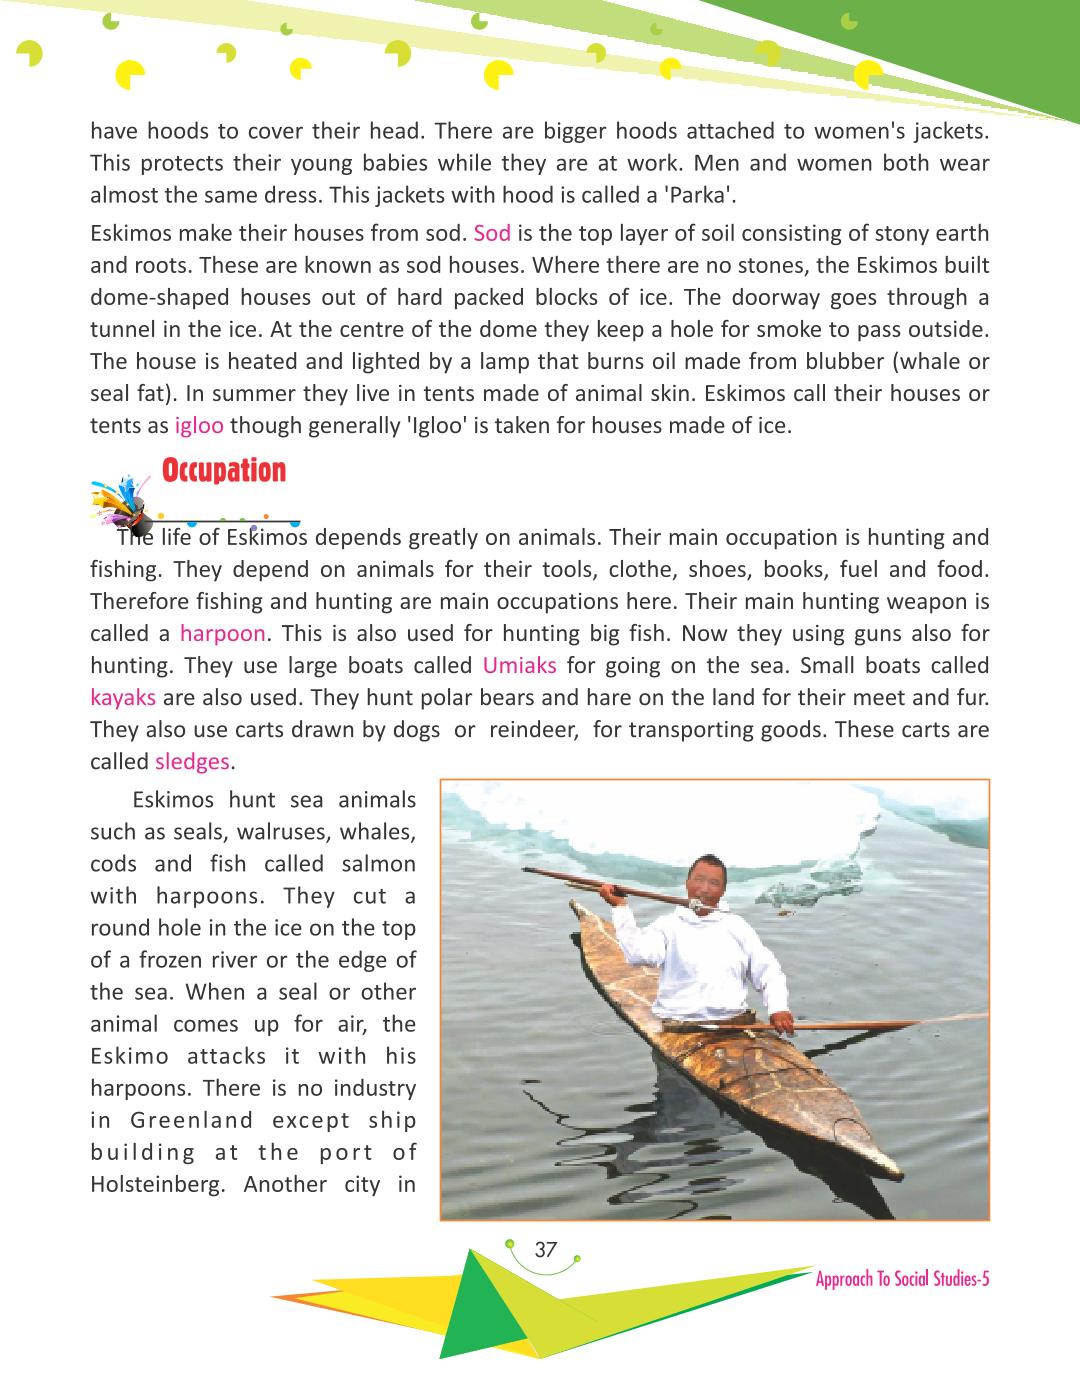 have hoods to cover their head. There are bigger hoods attached to women's jackets.
This protects their young babies while they are at work. Men and women both wear
almost the same dress. This jackets with hood is called a 'Parka'.
Eskimos make their houses from sod. Sod is the top layer of soil consisting of stony earth
and roots. These are known as sod houses. Where there are no stones, the Eskimos built
dome-shaped houses out of hard packed blocks of ice. The doorway goes through a
tunnel in the ice. At the centre of the dome they keep a hole for smoke to pass outside.
The house is heated and lighted by a lamp that burns oil made from blubber (whale or
seal fat). In summer they live in tents made of animal skin. Eskimos call their houses or
tents as igloo though generally 'Igloo' is taken for houses made of ice.
Occupation
The life of Eskimos depends greatly on animals. Their main occupation is hunting and
fishing. They depend on animals for their tools, clothe, shoes, books, fuel and food.
Therefore fishing and hunting are main occupations here. Their main hunting weapon is
called a harpoon. This is also used for hunting big fish. Now they using guns also for
hunting. They use large boats called Umiaks for going on the sea. Small boats called
kayaks are also used. They hunt polar bears and hare on the land for their meet and fur.
They also use carts drawn by dogs or reindeer, for transporting goods. These carts are
called sledges.
Eskimos hunt sea animals
such as seals, walruses, whales,
cods and fish called salmon
with harpoons. They cut a
round hole in the ice on the top
of a frozen river or the edge of
the sea. When a seal or other
animal comes up for air, the
Eskimo attacks it with his
harpoons. There is no industry
in Greenland except ship
building at the port of
Holsteinberg. Another city in
37
Approach To Social Studies-5